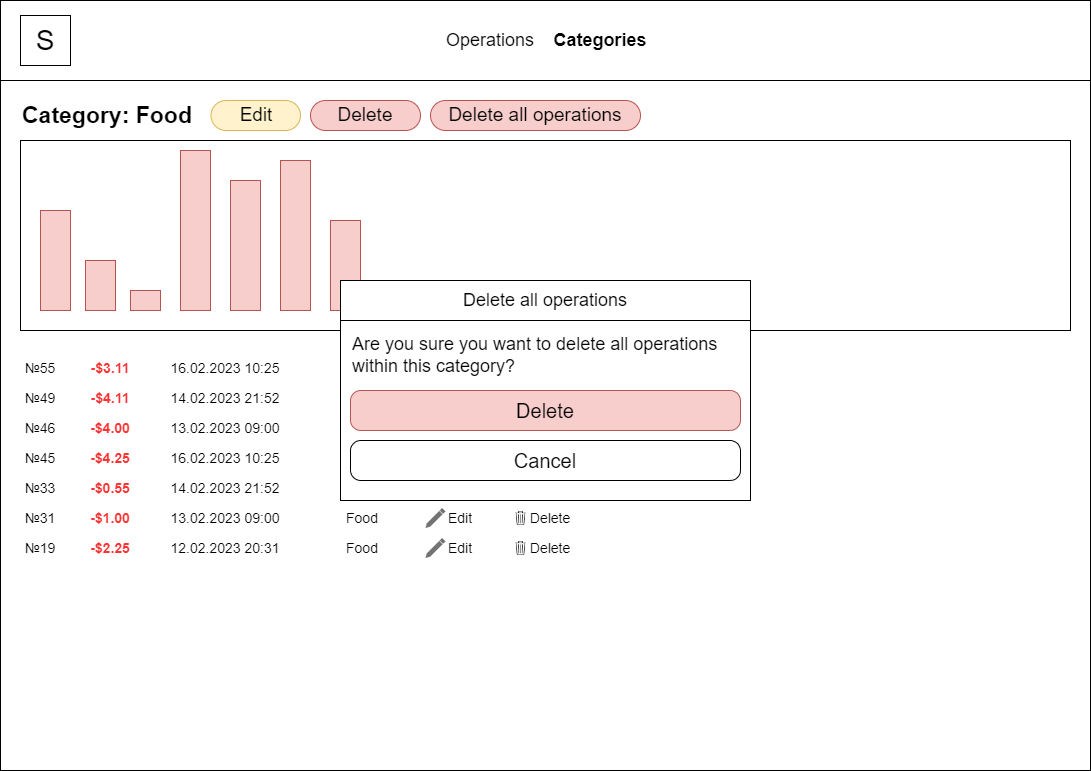 S
Operations Categories
Category: Food Edit Delete Delete all operations
Delete all operations
Are you sure you want to delete all operations
within this category?
Delete
Cancel
№55 -$3.11 16.02.2023 10:25
№49 -$4.11 14.02.2023 21:52
№46 -$4.00 13.02.2023 09:00
№45 -$4.25 16.02.2023 10:25
№33 -$0.55 14.02.2023 21:52
№31 -$1.00 13.02.2023 09:00 Food Edit Delete
№19 -$2.25 12.02.2023 20:31 Food Edit Delete